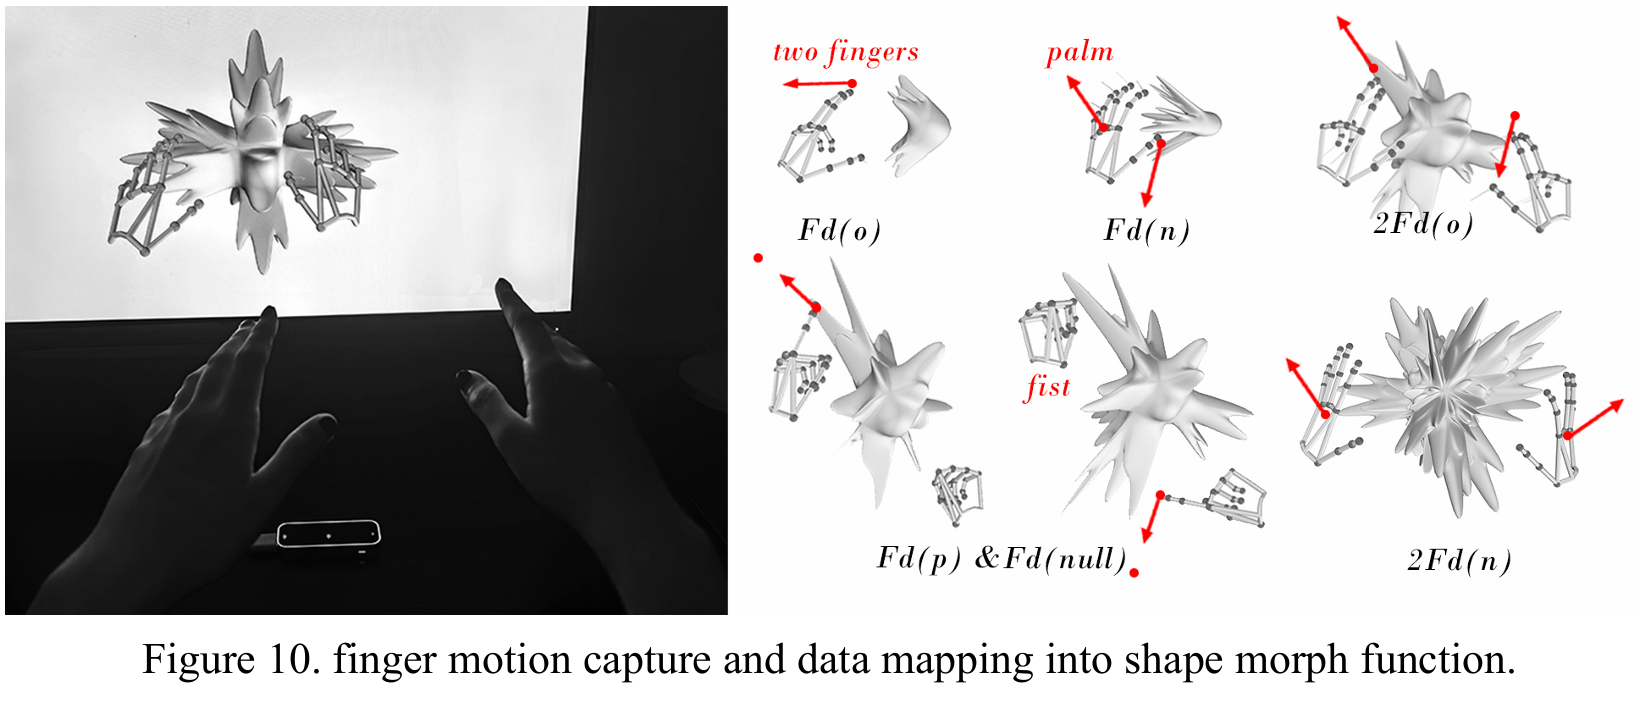 two fingers
palm
Fd(o)
Fd(n)
2Fd(o)
fist
Fd(p) &Fd(null)
2Fd(n)
Figure 10. finger motion capture and data mapping into shape morph function.